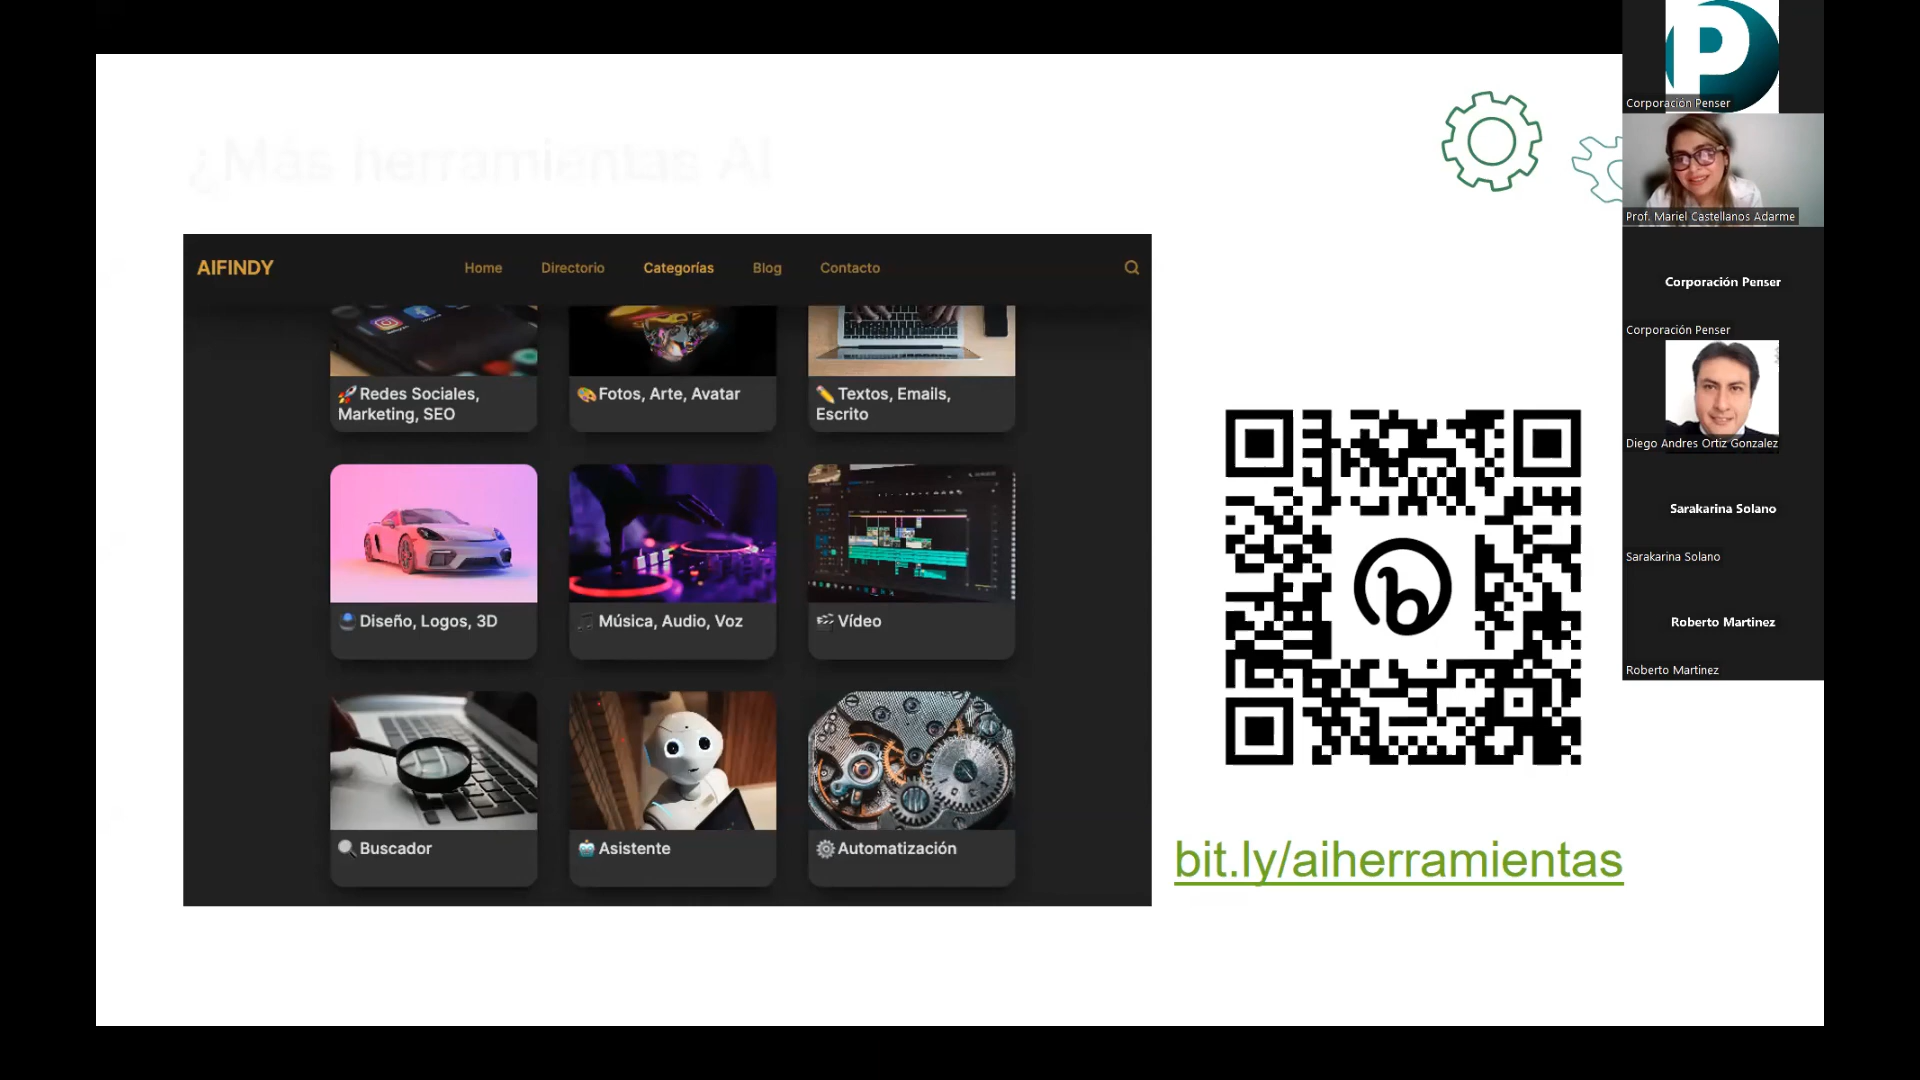 ¿Más herramientas AI
AIFINDY
Home
Directorio
Categorías
Blog
Contacto
🚀Redes Sociales,
Marketing, SEO
🎨Fotos, Arte, Avatar
✏️Textos, Emails,
Escrito
Diseño, Logos, 3D
🎵Música, Audio, Voz
🎬Vídeo
🔍Buscador
🤖Asistente
⚙️Automatización
b
bit.ly/aiherramientas
P
Corporación Penser
Prof. Mariel Castellanos Adarme
Corporación Penser
Corporación Penser
Diego Andres Ortiz Gonzalez
Sarakarina Solano
Sarakarina Solano
Roberto Martinez
Roberto Martinez